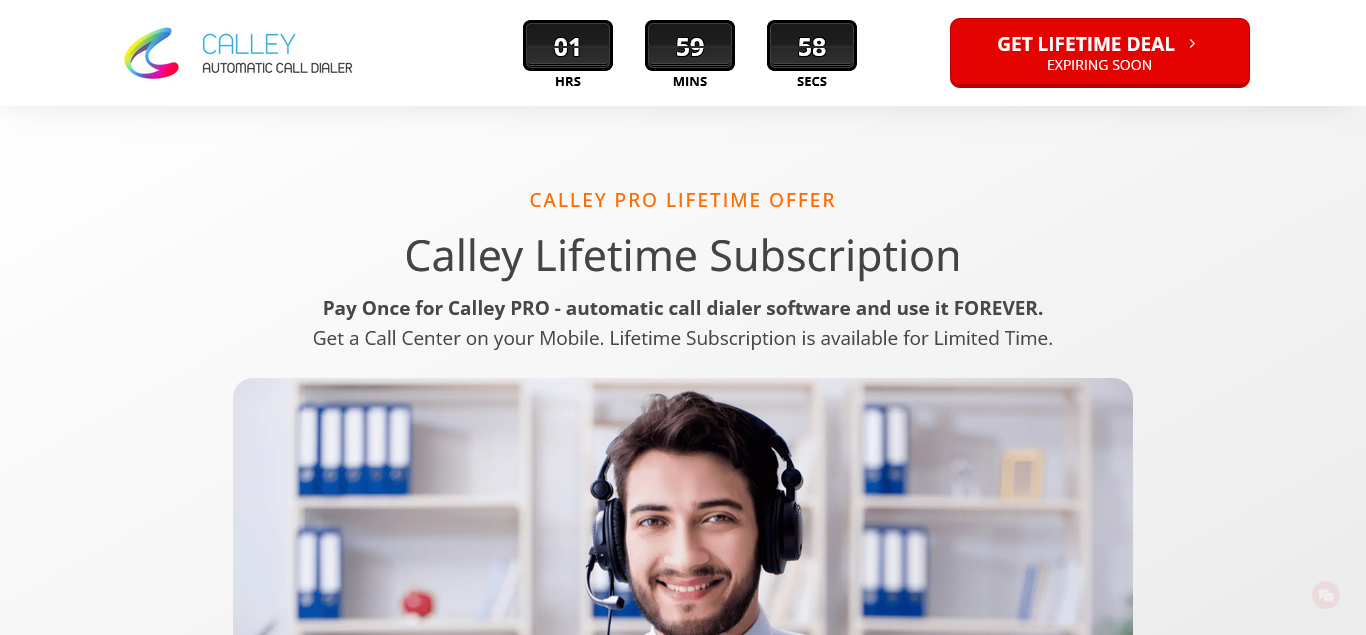 CALLEY
AUTOMATIC CALL DIALER
01
HRS
59
MINS
58
SECS
GET LIFETIME DEAL
EXPIRING SOON
CALLEY PRO LIFETIME OFFER
Calley Lifetime Subscription
Pay Once for Calley PRO - automatic call dialer software and use it FOREVER.
Get a Call Center on your Mobile. Lifetime Subscription is available for Limited Time.